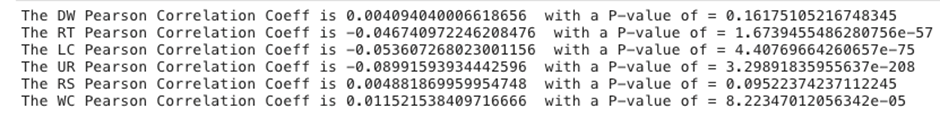 The DW Pearson Correlation Coeff is 0.004094040006618656  with a P-value of = 0.16175105216748345
The RT Pearson Correlation Coeff is -0.046740972246208476  with a P-value of = 1.6739455486280756e-57
The LC Pearson Correlation Coeff is -0.053607268023001156  with a P-value of = 4.40769664260657e-75
The UR Pearson Correlation Coeff is -0.08991593934442596  with a P-value of = 3.29891835955637e-208
The RS Pearson Correlation Coeff is 0.004881869959954748  with a P-value of = 0.09522374237112245
The WC Pearson Correlation Coeff is 0.011521538409716666  with a P-value of = 8.22347012056342e-05